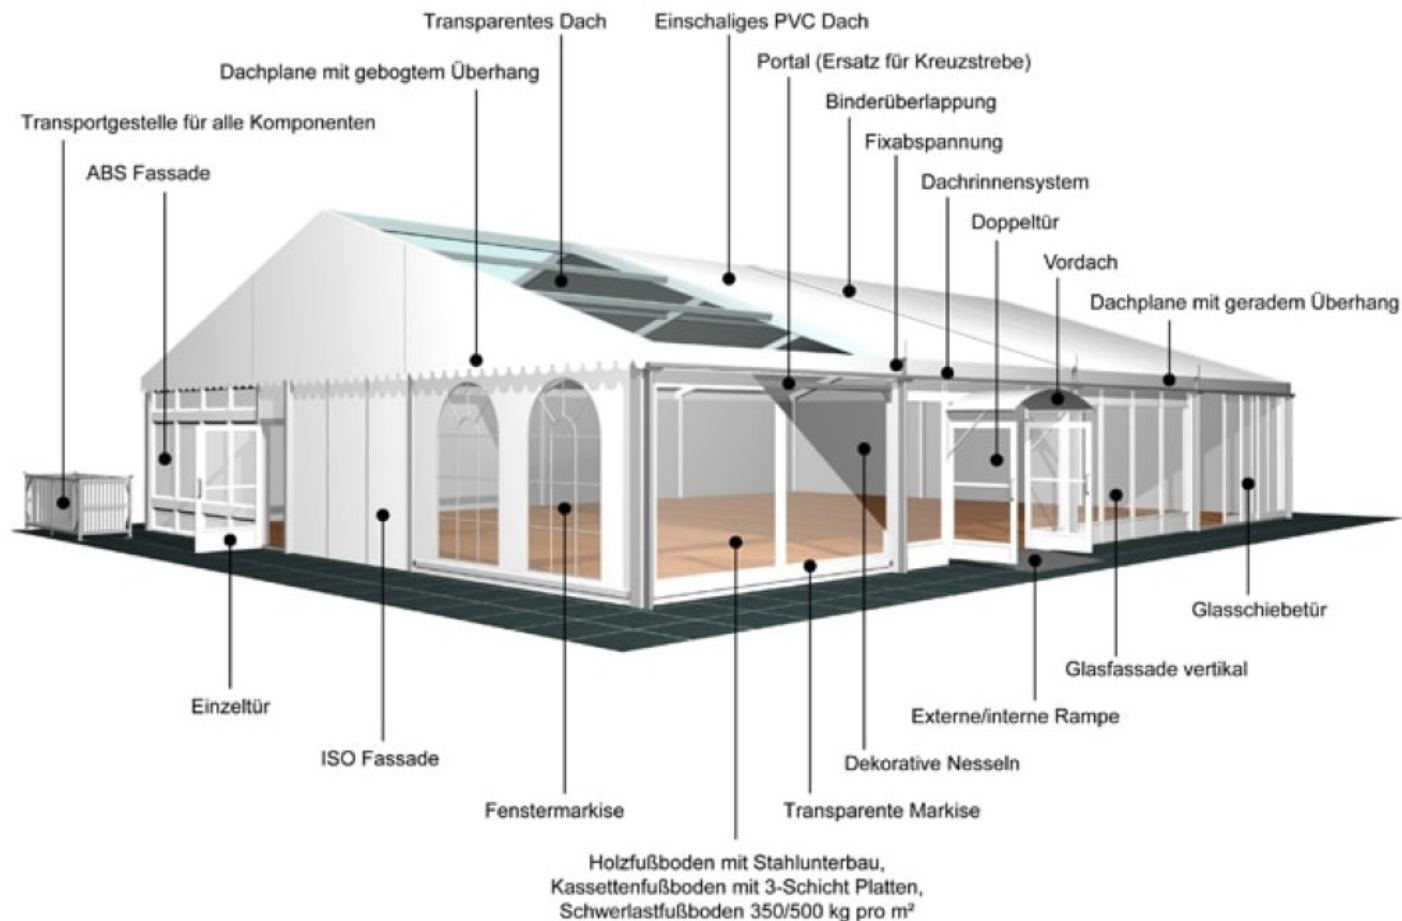 Transparentes Dach
Einschaliges PVC Dach
Portal (Ersatz für Kreuzstrebe)
Dachplane mit gebogtem Überhang
Binderüberlappung
Transportgestelle für alle Komponenten
Fixabspannung
ABS Fassade
Dachrinnensystem
Doppeltür
Vordach
Dachplane mit geradem Überhang
Glasschiebetür
Glasfassade vertikal
Einzeltür
Externe/interne Rampe
ISO Fassade
Dekorative Nesseln
Fenstermarkise
Transparente Markise
Holzfußboden mit Stahlunterbau,
Kassettenfußboden mit 3-Schicht Platten,
Schwerlastfußboden 350/500 kg pro m²